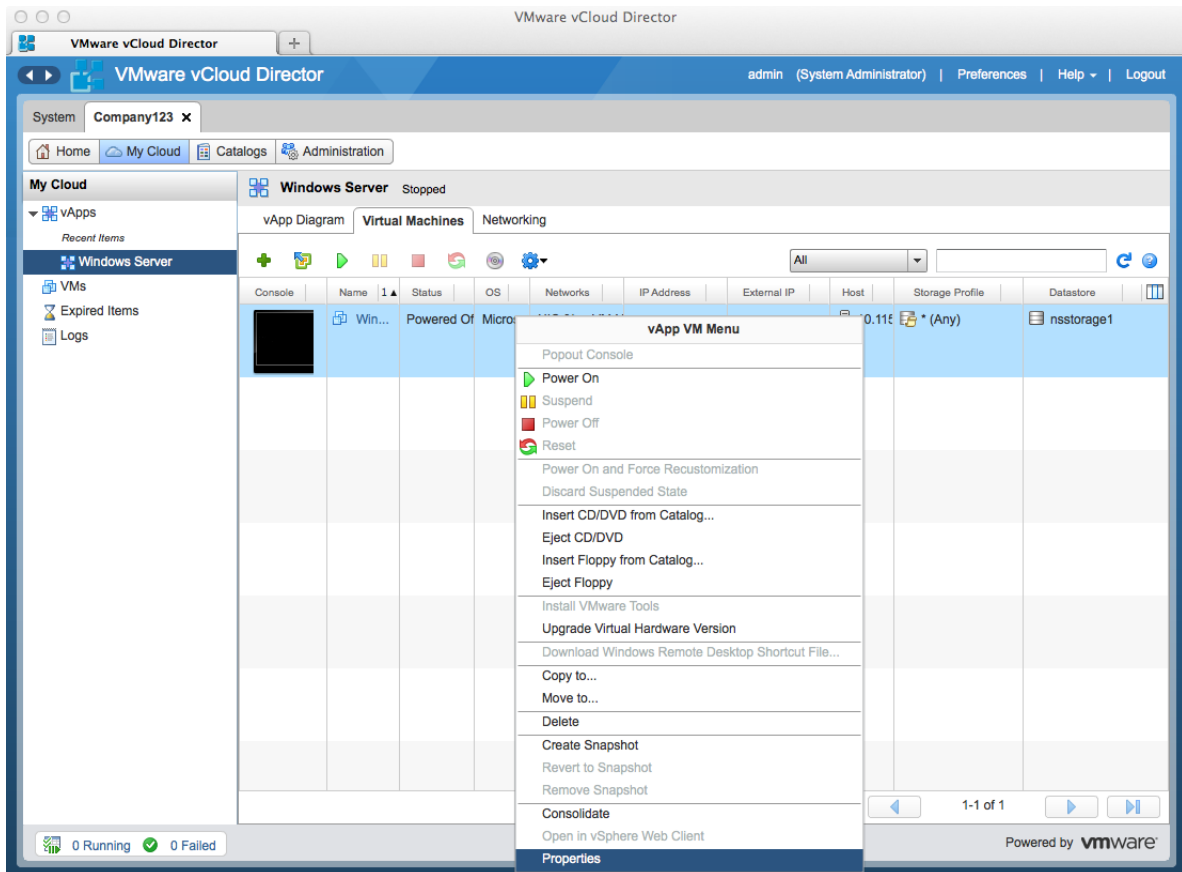 VMware vCloud Director
VMware vCloud Director +
VMware vCloud Director admin (System Administrator) | Preferences | Help | Logout
System Company123 x
Home My Cloud Catalogs Administration
My Cloud
vApps
Recent Items
Windows Server
VMs
Expired Items
Logs
Windows Server Stopped
vApp Diagram Virtual Machines Networking
All
Console Name 1▲ Status OS Networks IP Address External IP Host Storage Profile Datastore
Win... Powered Of Micro 0.115 * (Any) nsstorage1
vApp VM Menu
Popout Console
Power On
Suspend
Power Off
Reset
Power On and Force Recustomization
Discard Suspended State
Insert CD/DVD from Catalog...
Eject CD/DVD
Insert Floppy from Catalog...
Eject Floppy
Install VMware Tools
Upgrade Virtual Hardware Version
Download Windows Remote Desktop Shortcut File...
Copy to...
Move to...
Delete
Create Snapshot
Revert to Snapshot
Remove Snapshot
Consolidate
Open in vSphere Web Client
Properties
1-1 of 1
0 Running 0 Failed
Powered by vmware